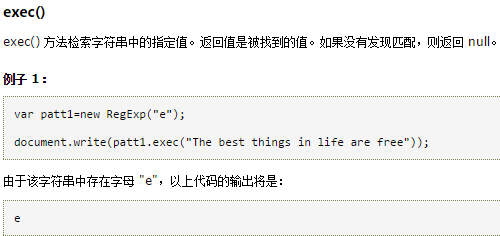 exec()
exec() 方法检索字符串中的指定值。返回值是被找到的值。如果没有发现匹配，则返回 null。
例子 1：
var patt1=new RegExp("e");
document.write(patt1.exec("The best things in life are free"));
由于该字符串中存在字母 "e"，以上代码的输出将是：
e